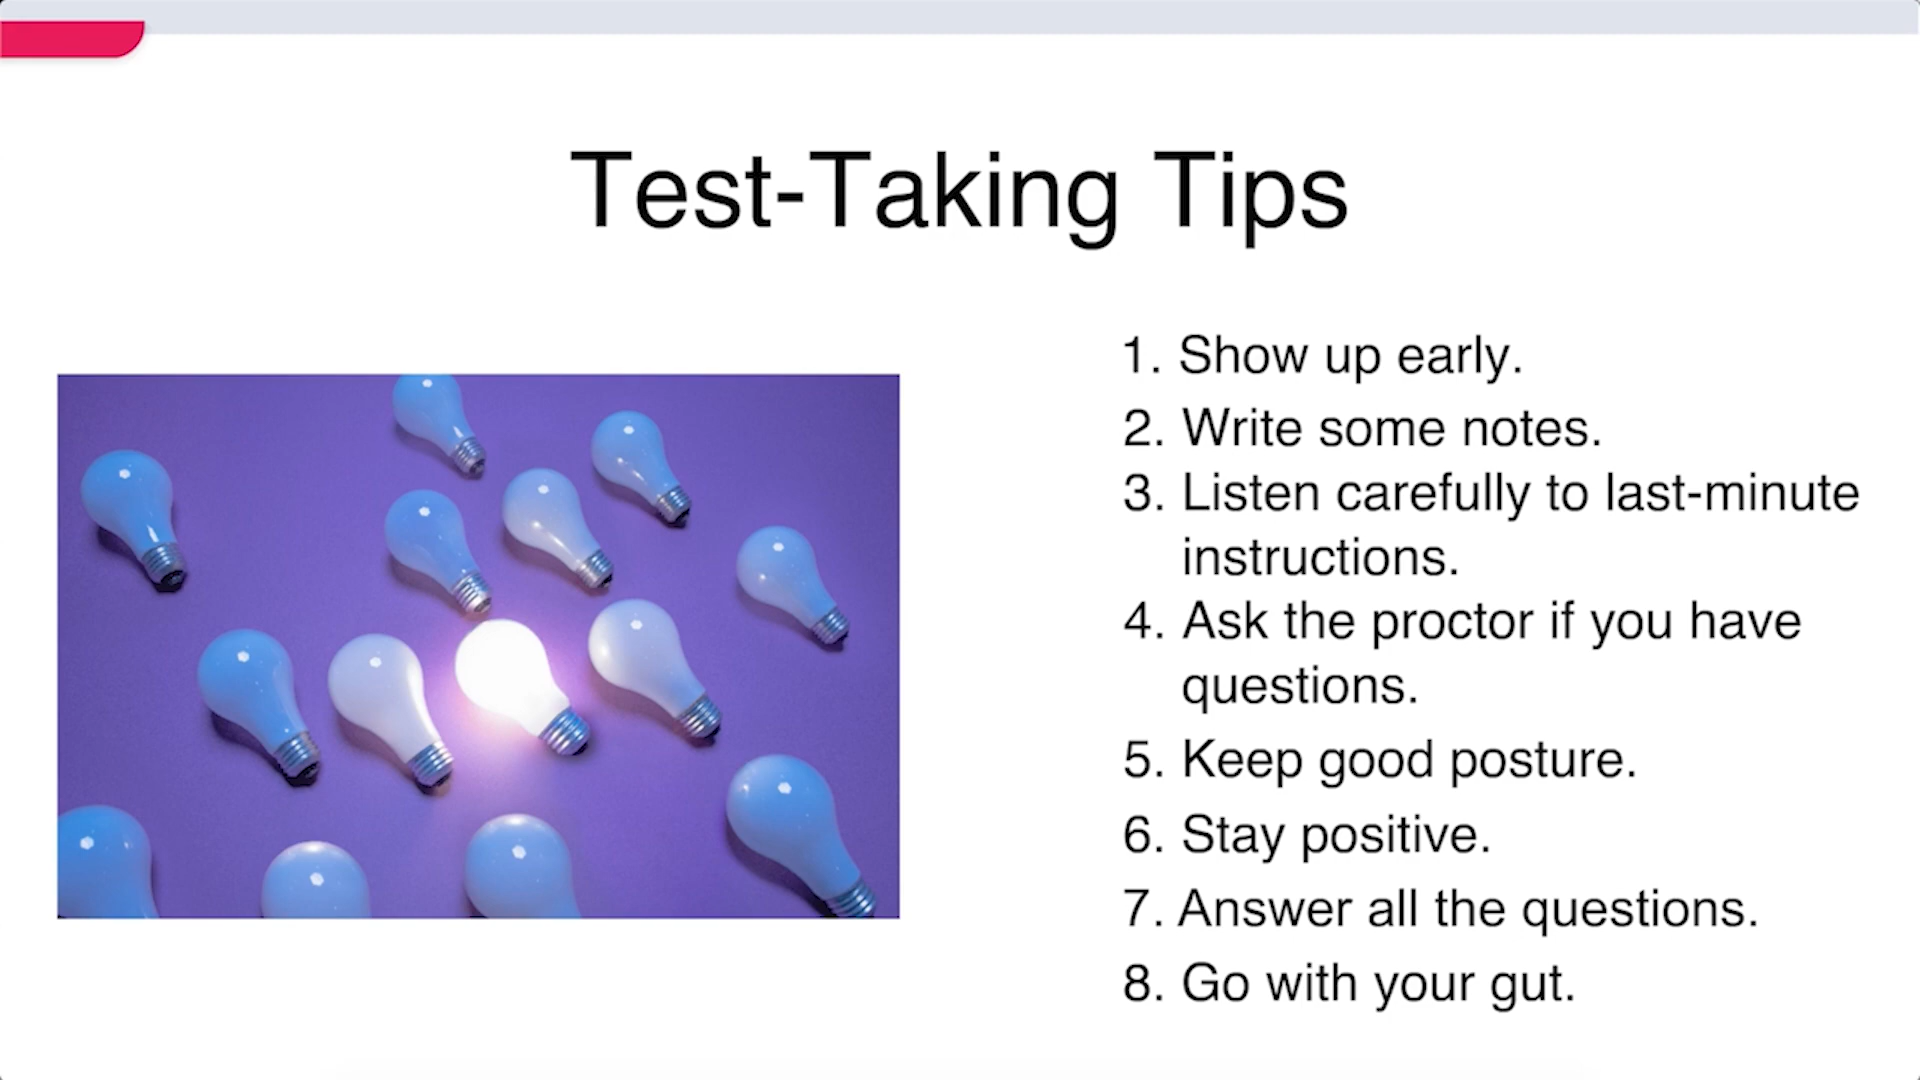 Test-Taking Tips
1. Show up early.
2. Write some notes.
3. Listen carefully to last-minute
instructions.
4. Ask the proctor if you have
questions.
5. Keep good posture.
6. Stay positive.
7. Answer all the questions.
8. Go with your gut.